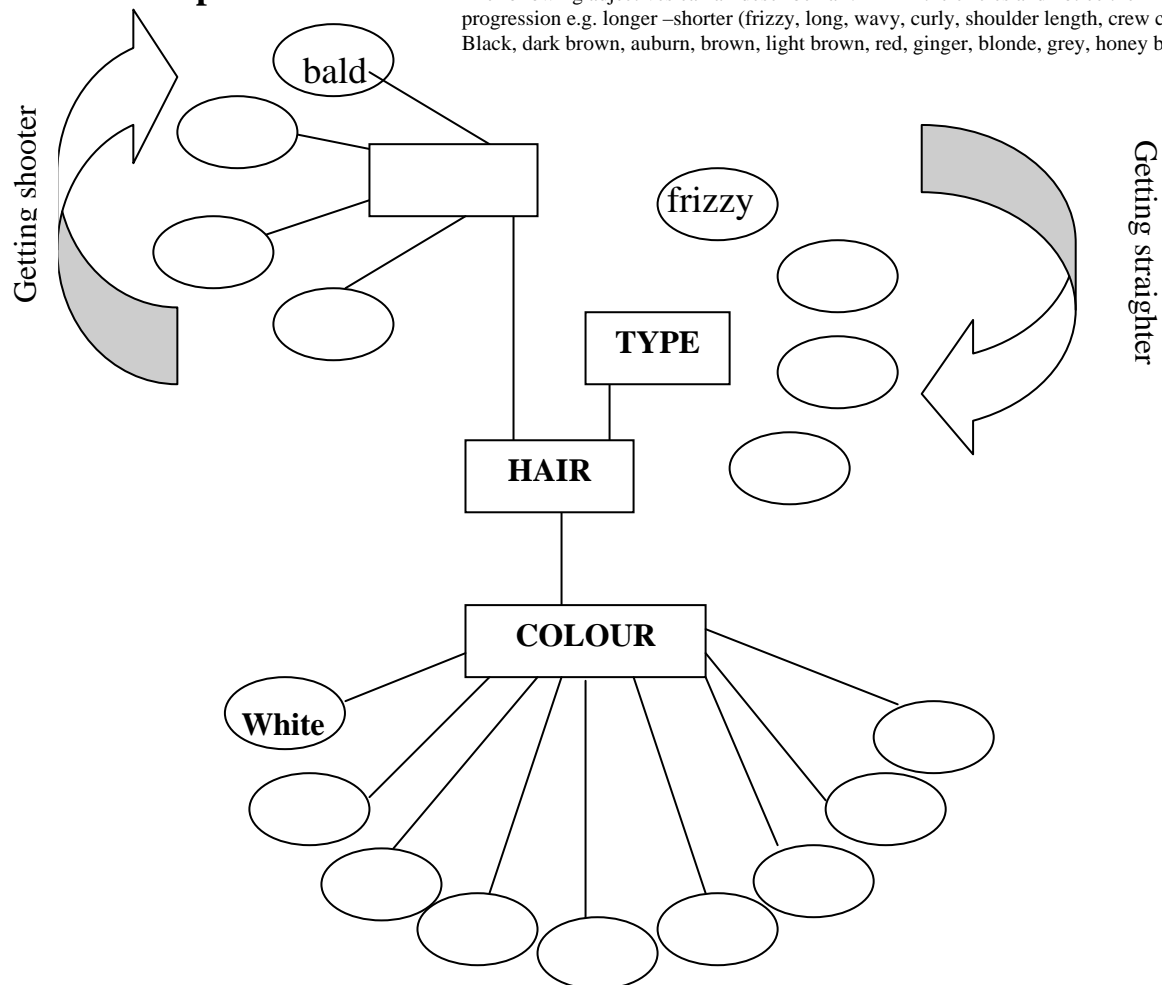 progression e.g. longer –shorter (frizzy, long, wavy, curly, shoulder length, crew
Black, dark brown, auburn, brown, light brown, red, ginger, blonde, grey, honey
bald
Getting shooter
frizzy
Getting straighter
TYPE
HAIR
COLOUR
White